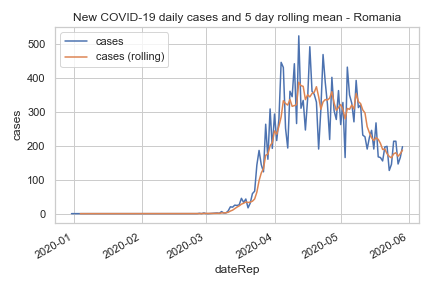 New COVID-19 daily cases and 5 day rolling mean - Romania
cases
cases (rolling)
500
400
300
200
100
0
cases
2020-01
2020-02
2020-03
2020-04
2020-05
2020-06
dateRep